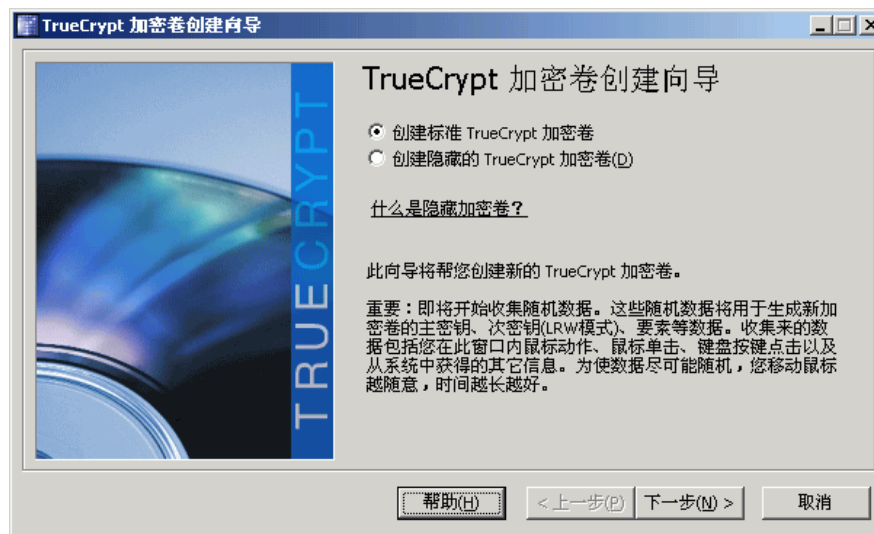 TrueCrypt 加密卷创建向导
TRUECRYPT
TrueCrypt 加密卷创建向导
创建标准 TrueCrypt 加密卷
创建隐藏的 TrueCrypt 加密卷(D)
什么是隐藏加密卷？
此向导将帮您创建新的 TrueCrypt 加密卷。
重要：即将开始收集随机数据。这些随机数据将用于生成新加
密卷的主密钥、次密钥(LRW模式)、要素等数据。收集来的数
据包括您在此窗口内鼠标动作、鼠标单击、键盘按键点击以及
从系统中获得的其它信息。为使数据尽可能随机，您移动鼠标
越随意，时间越长越好。
帮助(H)
<上一步(P)
下一步(N) >
取消